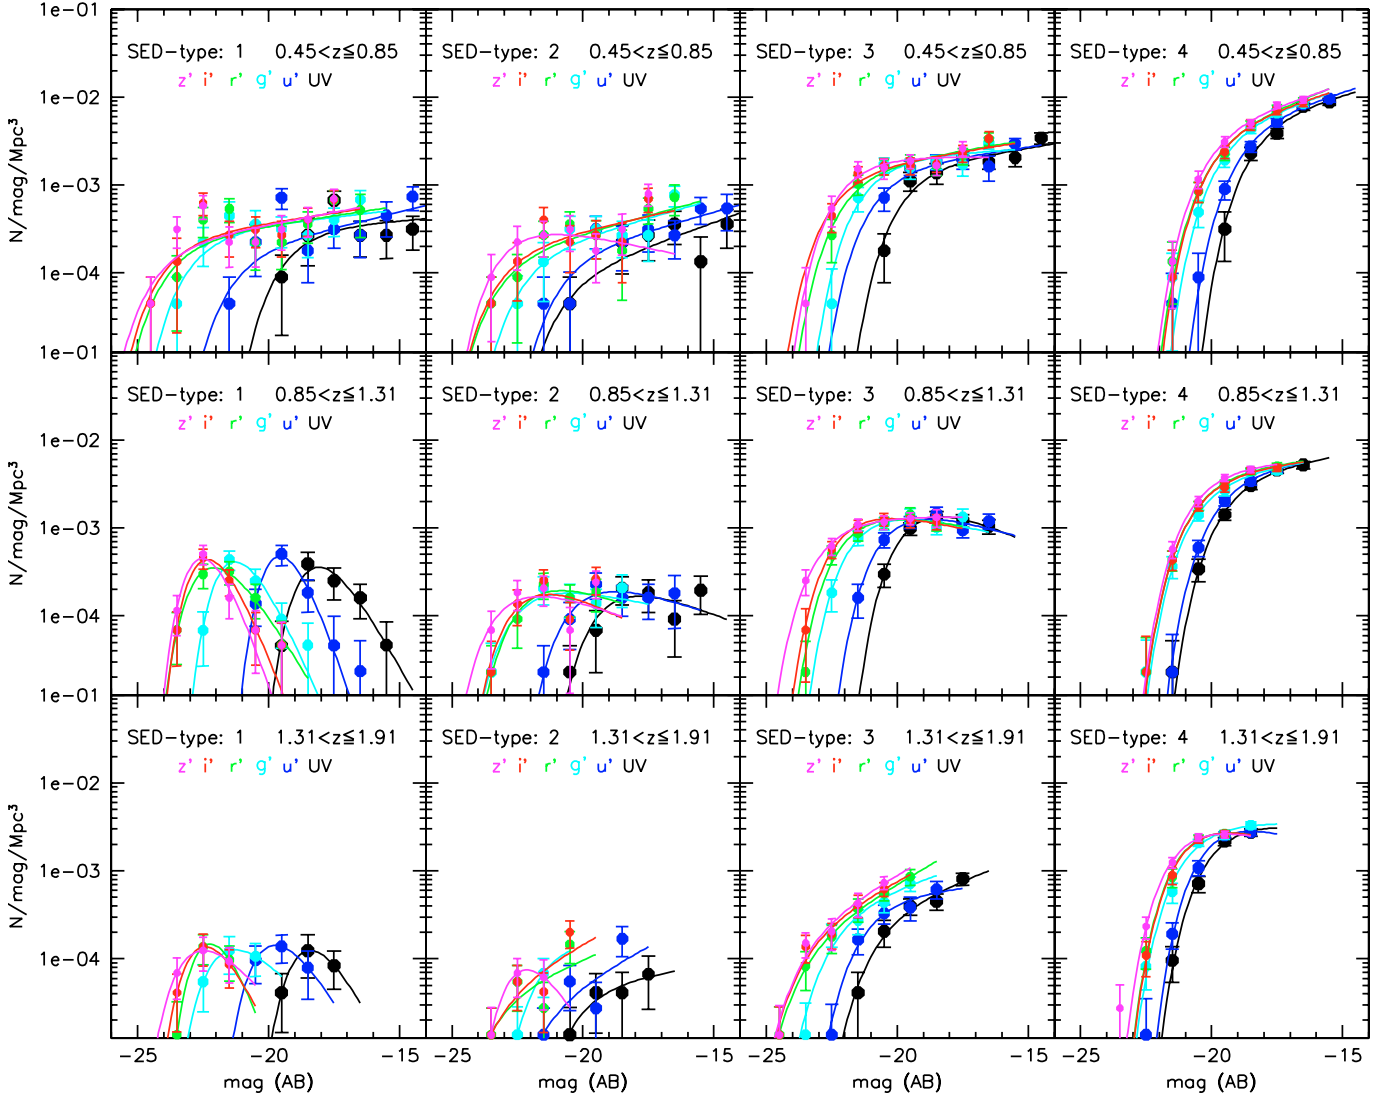 1e-01
SED-type: 1 0.45<z≦0.85
z' i' r' g' u' UV
SED-type: 2 0.45<z≦0.85
z' i' r' g' u' UV
SED-type: 3 0.45<z≦0.85
z' i' r' g' u' UV
SED-type: 4 0.45<z≦0.85
z' i' r' g' u' UV
1e-02
1e-03
1e-04
N/mag/Mpc³
1e-01
SED-type: 1 0.85<z≦1.31
z' i' r' g' u' UV
SED-type: 2 0.85<z≦1.31
z' i' r' g' u' UV
SED-type: 3 0.85<z≦1.31
z' i' r' g' u' UV
SED-type: 4 0.85<z≦1.31
z' i' r' g' u' UV
1e-02
1e-03
1e-04
N/mag/Mpc³
1e-01
SED-type: 1 1.31<z≦1.91
z' i' r' g' u' UV
SED-type: 2 1.31<z≦1.91
z' i' r' g' u' UV
SED-type: 3 1.31<z≦1.91
z' i' r' g' u' UV
SED-type: 4 1.31<z≦1.91
z' i' r' g' u' UV
1e-02
1e-03
1e-04
N/mag/Mpc³
-25 -20 -15
-25 -20 -15
-25 -20 -15
-25 -20 -15
mag (AB)
mag (AB)
mag (AB)
mag (AB)